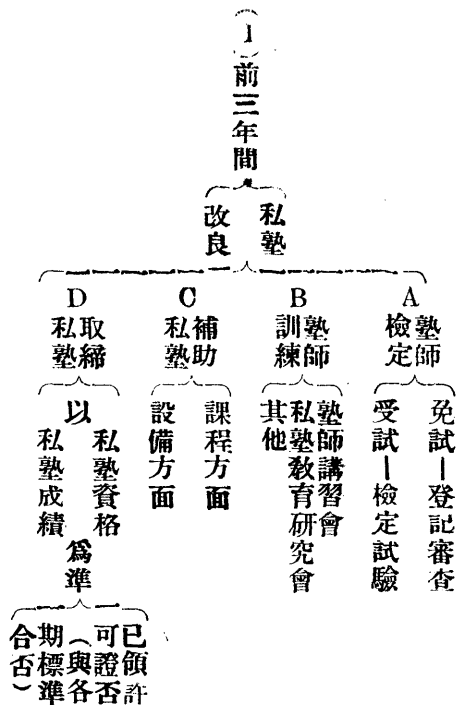 （1）前三年間
私塾
改良
A
塾師
檢定
免試—登記審查
受試—檢定試驗
B
塾師
訓練
塾師講習會
私塾教育研究會
其他
C
補助
私塾
課程方面
設備方面
D
取締
私塾
以
私塾資格
私塾成績
爲準
已領許
可證否
（與各
期標準
合否）